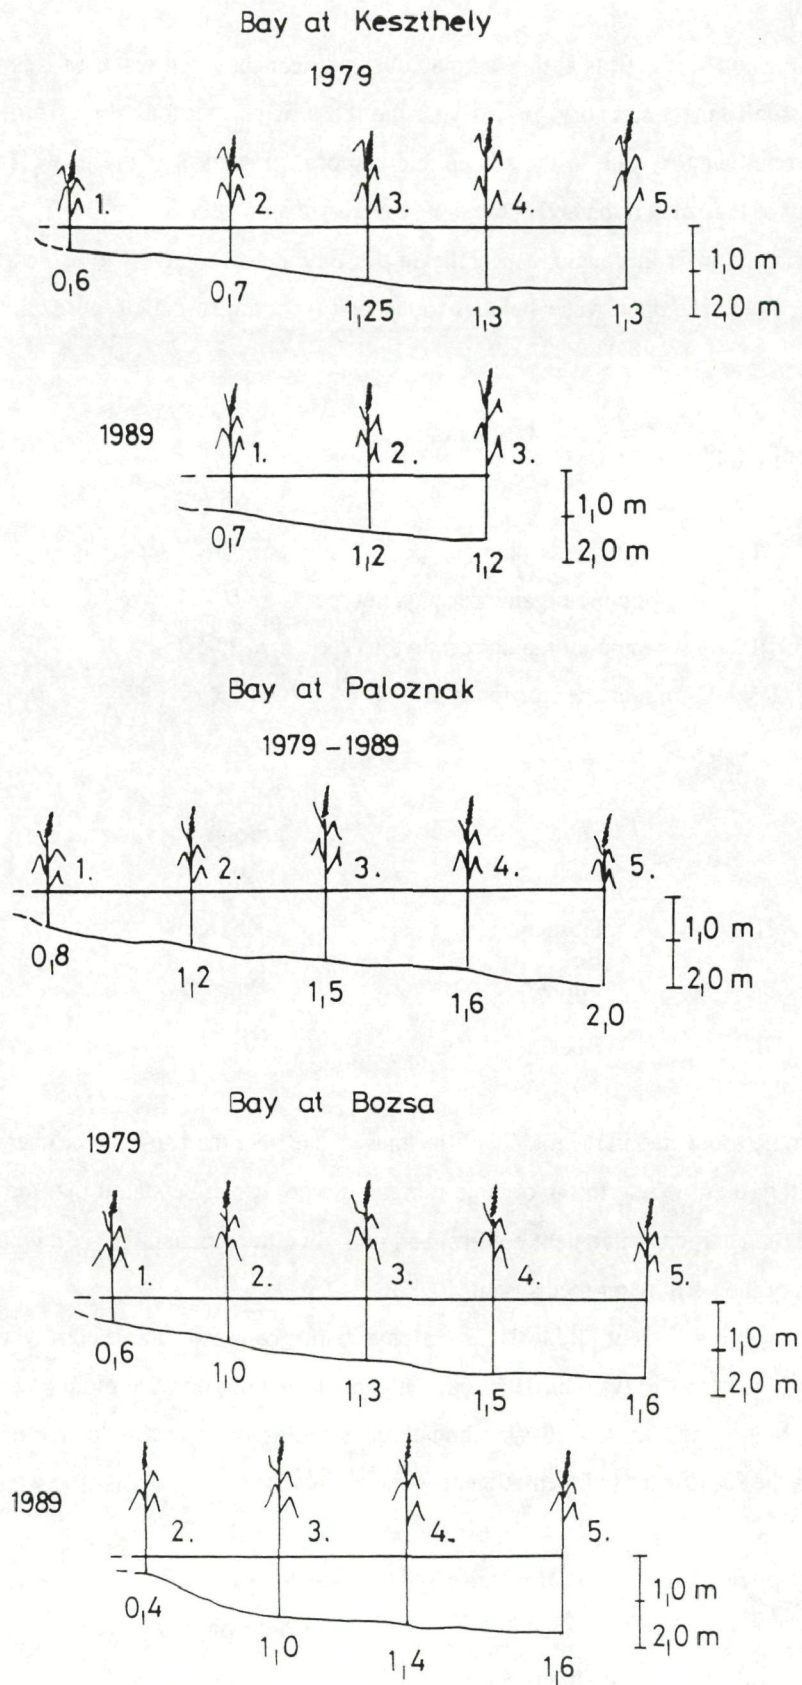 Bay at Keszthely
1979
1. 2. 3. 4. 5.
0,6 0,7 1,25 1,3 1,3
1,0 m
2,0 m
1989
1. 2. 3.
0,7 1,2 1,2
1,0 m
2,0 m
Bay at Paloznak
1979 – 1989
1. 2. 3. 4. 5.
0,8 1,2 1,5 1,6 2,0
1,0 m
2,0 m
Bay at Bozsa
1979
1. 2. 3. 4. 5.
0,6 1,0 1,3 1,5 1,6
1,0 m
2,0 m
1989
2. 3. 4. 5.
0,4 1,0 1,4 1,6
1,0 m
2,0 m